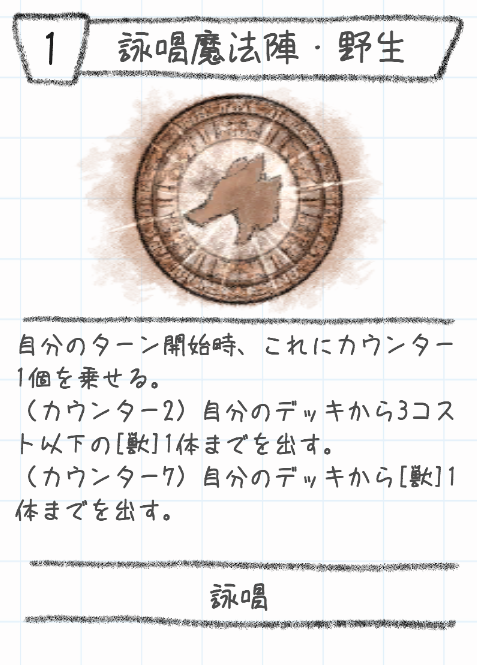 1
詠唱魔法陣・野生
自分のターン開始時、これにカウンター
1個を乗せる。
（カウンター2）自分のデッキから3コス
ト以下の[獣]1体までを出す。
（カウンター7）自分のデッキから[獣]1
体までを出す。
詠唱